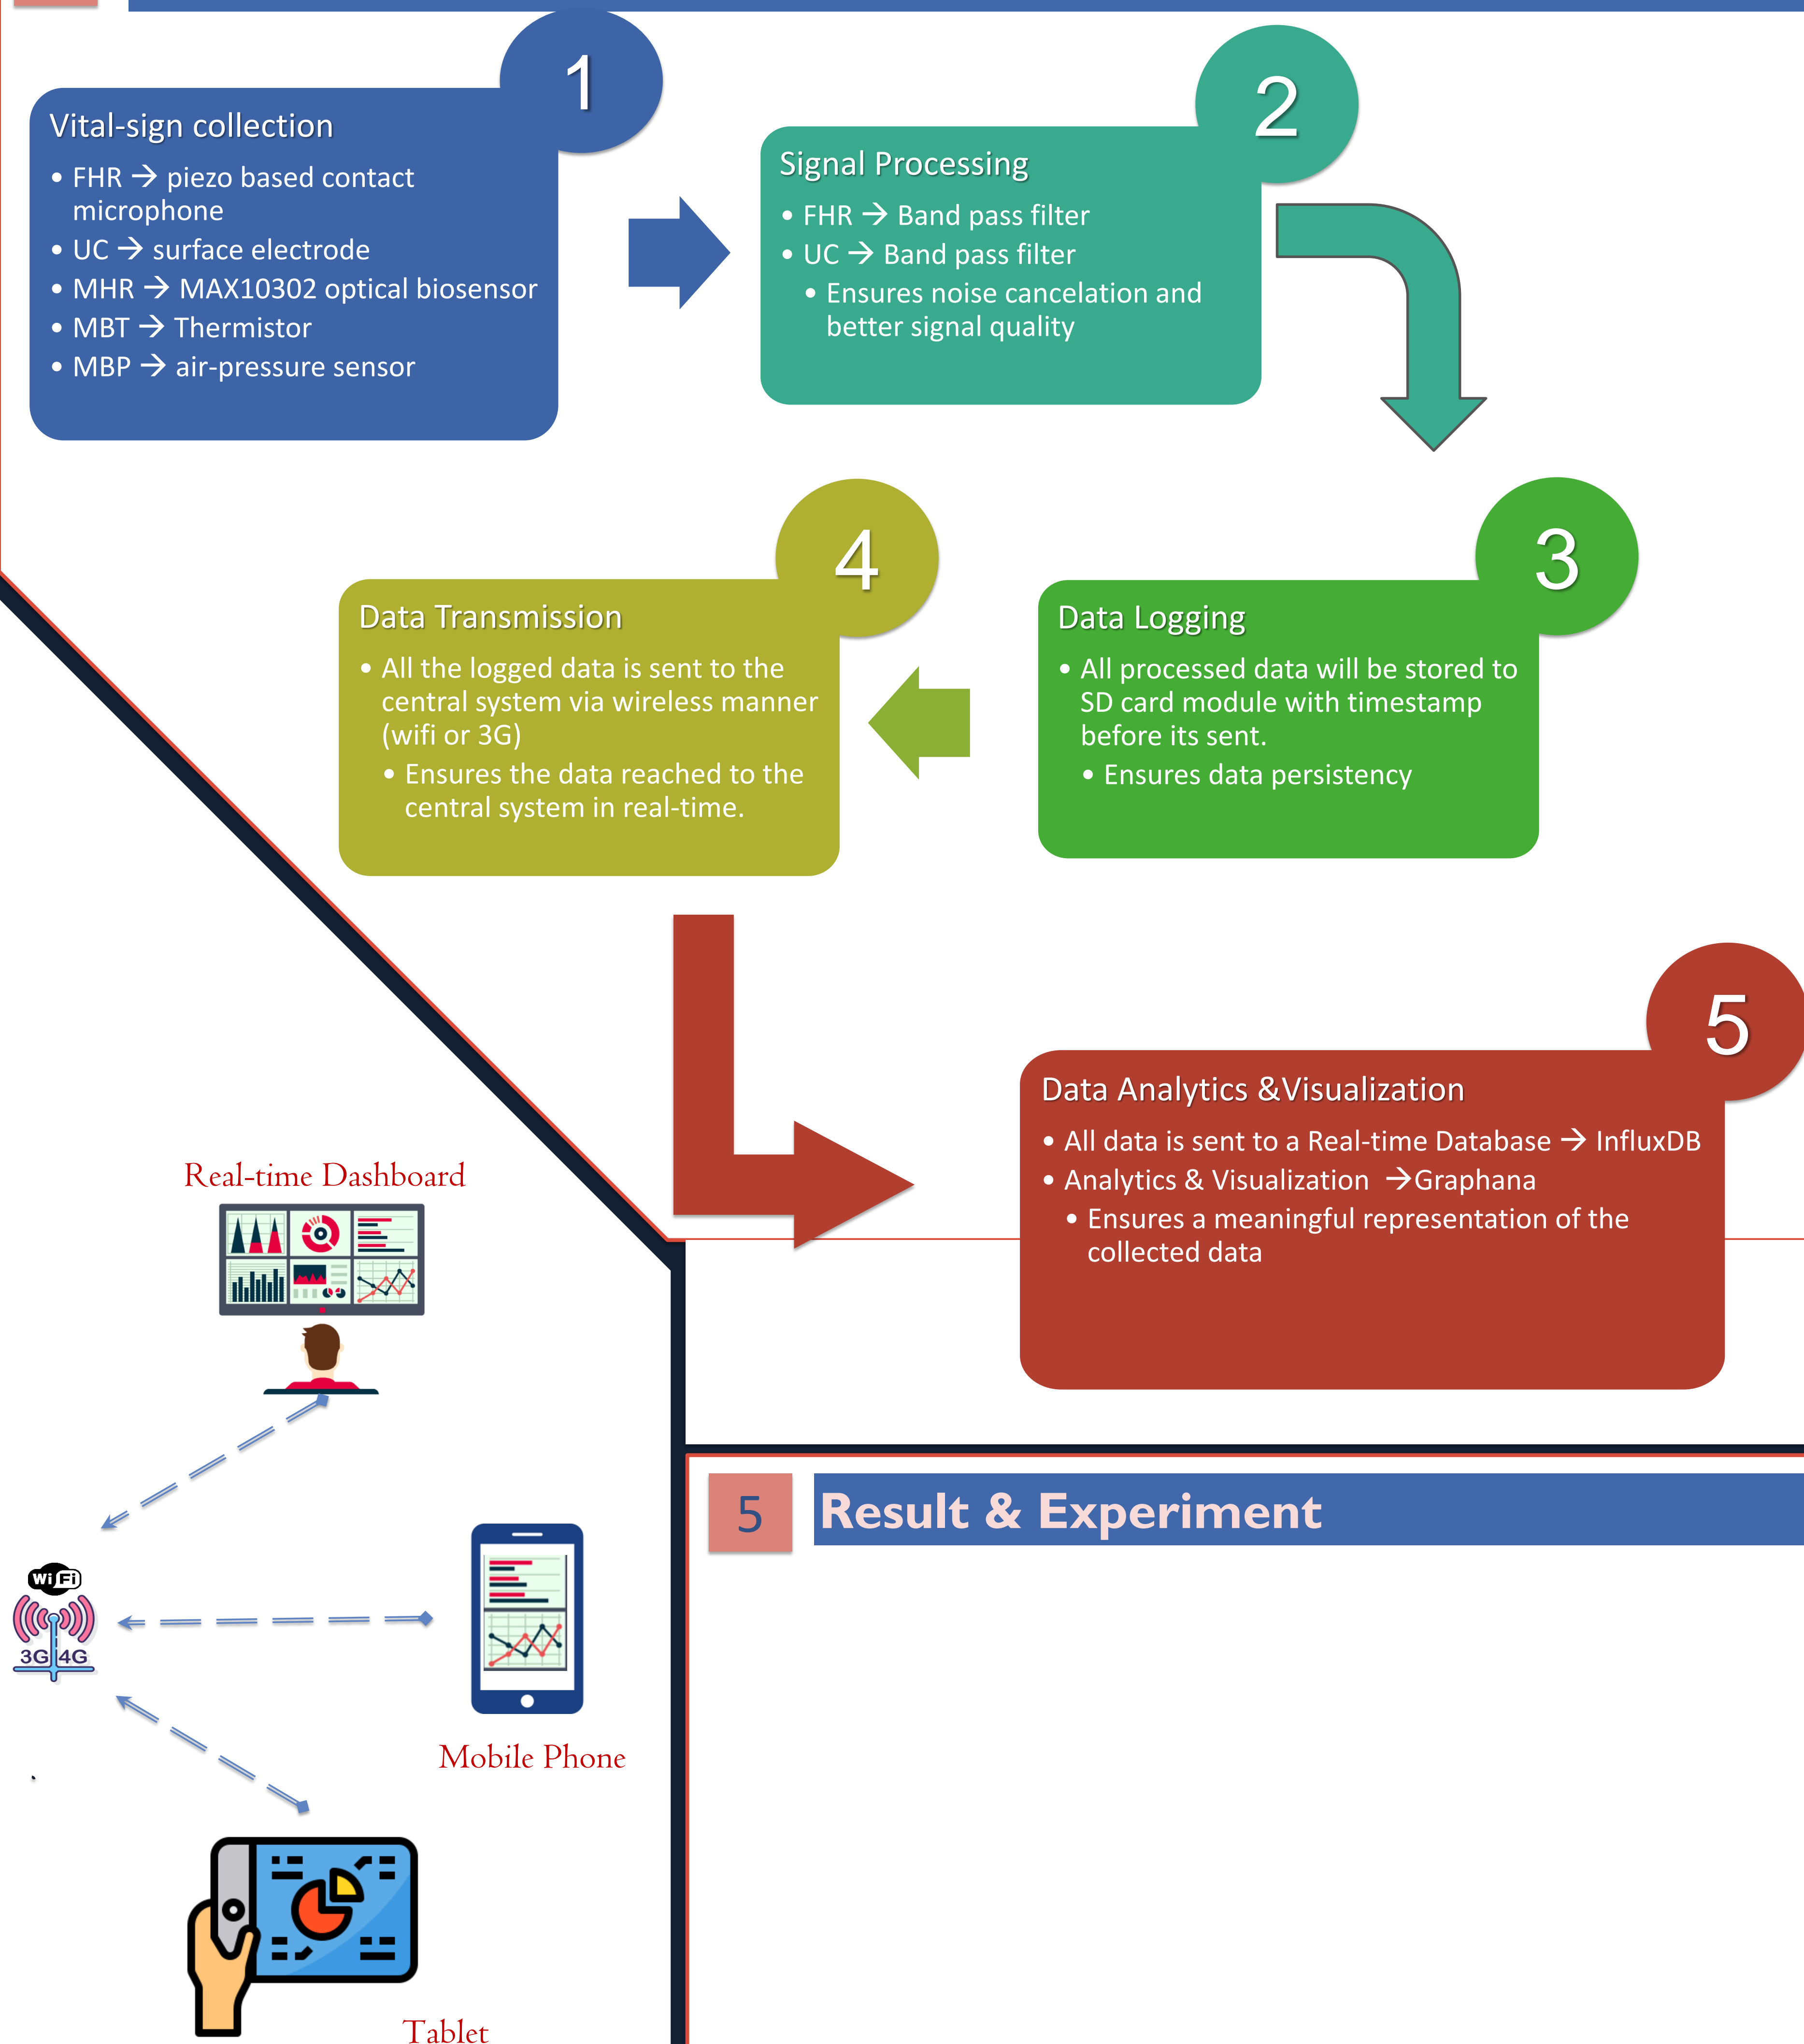 1
Vital-sign collection
• FHR → piezo based contact
microphone
• UC → surface electrode
• MHR → MAX10302 optical biosensor
• MBT → Thermistor
• MBP → air-pressure sensor
2
Signal Processing
• FHR → Band pass filter
• UC → Band pass filter
• Ensures noise cancelation and
better signal quality
3
Data Logging
• All processed data will be stored to
SD card module with timestamp
before its sent.
• Ensures data persistency
4
Data Transmission
• All the logged data is sent to the
central system via wireless manner
(wifi or 3G)
• Ensures the data reached to the
central system in real-time.
5
Data Analytics &Visualization
• All data is sent to a Real-time Database → InfluxDB
• Analytics & Visualization →Graphana
• Ensures a meaningful representation of the
collected data
Real-time Dashboard
WiFi
3G 4G
Mobile Phone
Tablet
5 Result & Experiment